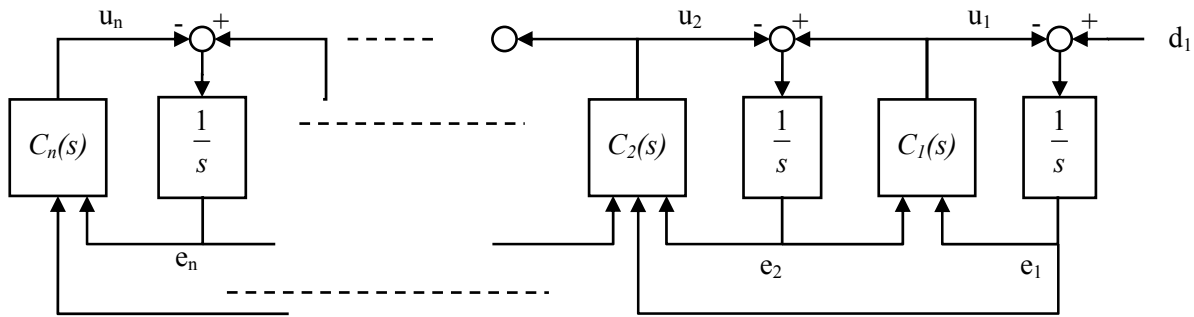 uₙ - + u₂ - + u₁ - + d₁
Cₙ(s) 1/s C₂(s) 1/s C₁(s) 1/s
eₙ e₂ e₁